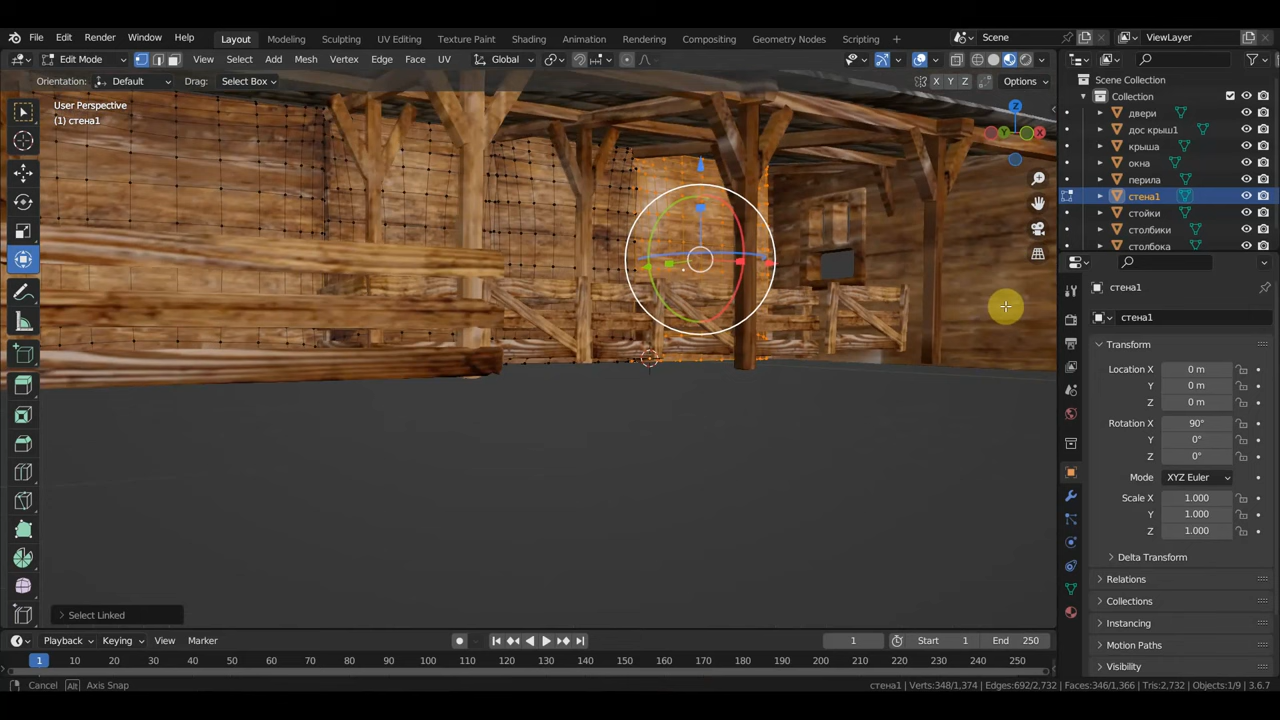 File Edit Render Window Help Layout Modeling Sculpting UV Editing Texture Paint Shading Animation Compositing Geometry Nodes Scripting + Scene ViewLayer
Edit Mode View Select Add Mesh Vertex Edge Face UV Global
Orientation: Default Drag: Select Box X Y Z Options
User Perspective
(1) стена1
Z
Y X
Scene Collection
Collection
двери
дос крыш1
крыша
окна
перила
стена1
стойки
столбики
столбока
стена1
стена1
Transform
Location X 0 m
Y 0 m
Z 0 m
Rotation X 90°
Y 0°
Z 0°
Mode XYZ Euler
Scale X 1.000
Y 1.000
Z 1.000
Delta Transform
Relations
Collections
Instancing
Motion Paths
Visibility
Select Linked
Playback Keying View Marker 1 Start 1 End 250
1 10 20 30 40 50 60 70 80 90 100 110 120 130 140 150 160 170 180 190 200 210 220 230 240 250
Cancel Alt Axis Snap стена1 | Verts:348/1,374 | Edges:692/2,732 | Faces:346/1,366 | Tris:2,732 | Objects:1/9 | 3.6.7